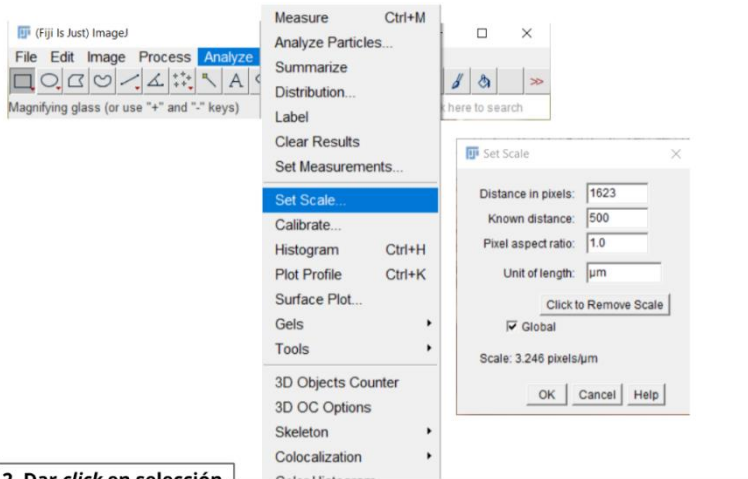 (Fiji Is Just) ImageJ
File Edit Image Process Analyze
Magnifying glass (or use "+" and "-" keys)
here to search
Measure Ctrl+M
Analyze Particles...
Summarize
Distribution...
Label
Clear Results
Set Measurements...
Set Scale...
Calibrate...
Histogram Ctrl+H
Plot Profile Ctrl+K
Surface Plot...
Gels
Tools
3D Objects Counter
3D OC Options
Skeleton
Colocalization
Color Histogram
Set Scale
Distance in pixels: 1623
Known distance: 500
Pixel aspect ratio: 1.0
Unit of length: µm
Click to Remove Scale
Global
Scale: 3.246 pixels/µm
OK Cancel Help
2. Dar click en selección